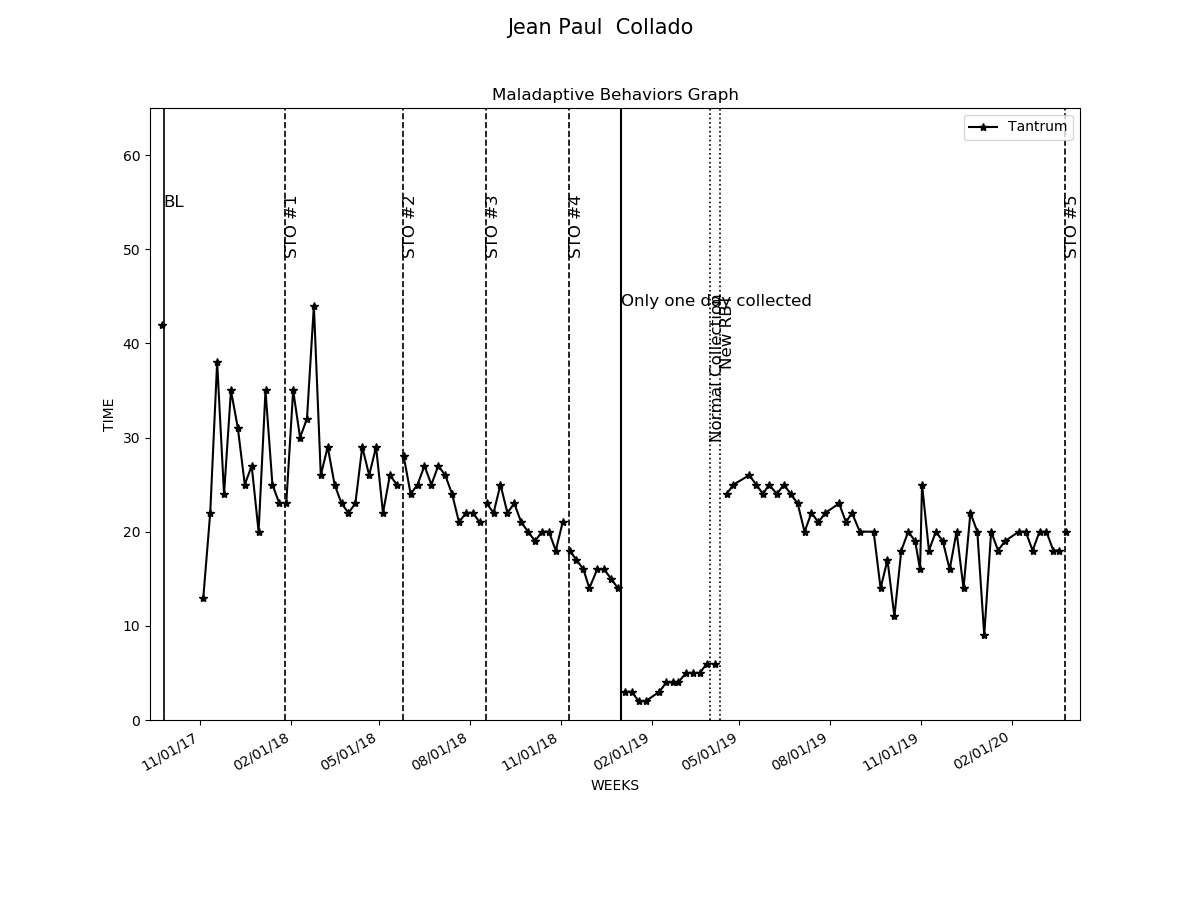 Jean Paul  Collado
Maladaptive Behaviors Graph
Tantrum
60
50
40
30
20
10
0
TIME
BL
STO #1
STO #2
STO #3
STO #4
Only one day collected
Normal Collection
New RBT
STO #5
11/01/17
02/01/18
05/01/18
08/01/18
11/01/18
02/01/19
05/01/19
08/01/19
11/01/19
02/01/20
WEEKS